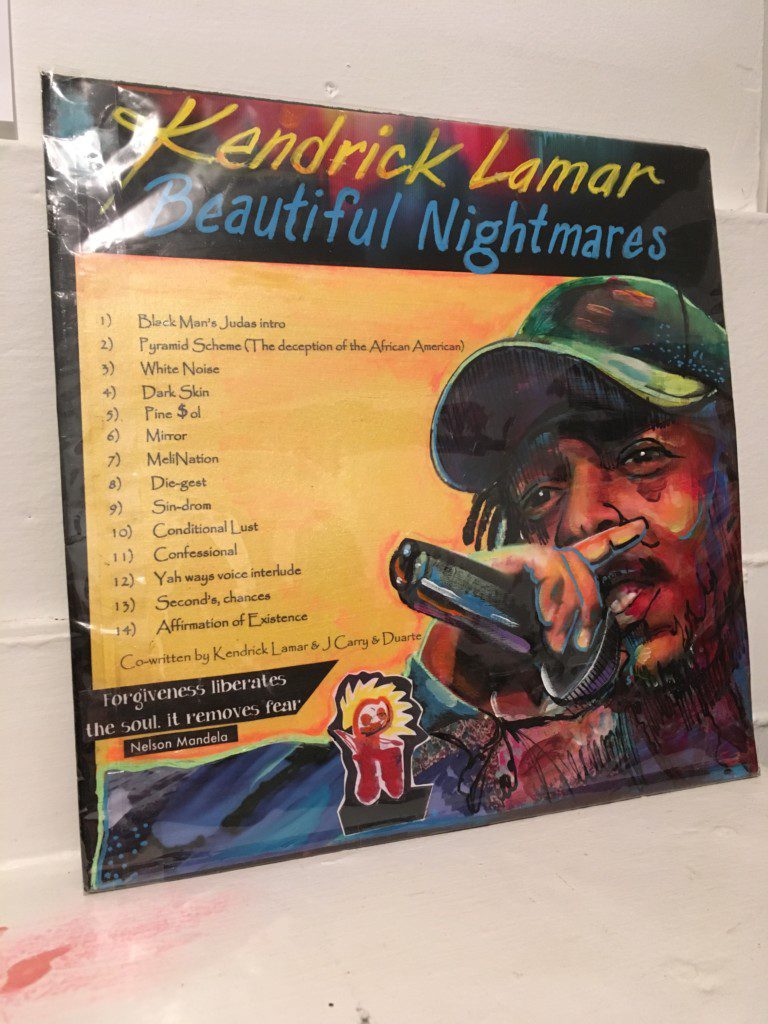 Kendrick Lamar
Beautiful Nightmares
1) Black Man's Judas intro
2) Pyramid Scheme (The deception of the African American)
3) White Noise
4) Dark Skin
5) Pine $ol
6) Mirror
7) MeliNation
8) Die-gest
9) Sin-drom
10) Conditional Lust
11) Confessional
12) Yah ways voice interlude
13) Second's, chances
14) Affirmation of Existence
Co-written by Kendrick Lamar & J Carry & Duarte
Forgiveness liberates
the soul. it removes fear
Nelson Mandela